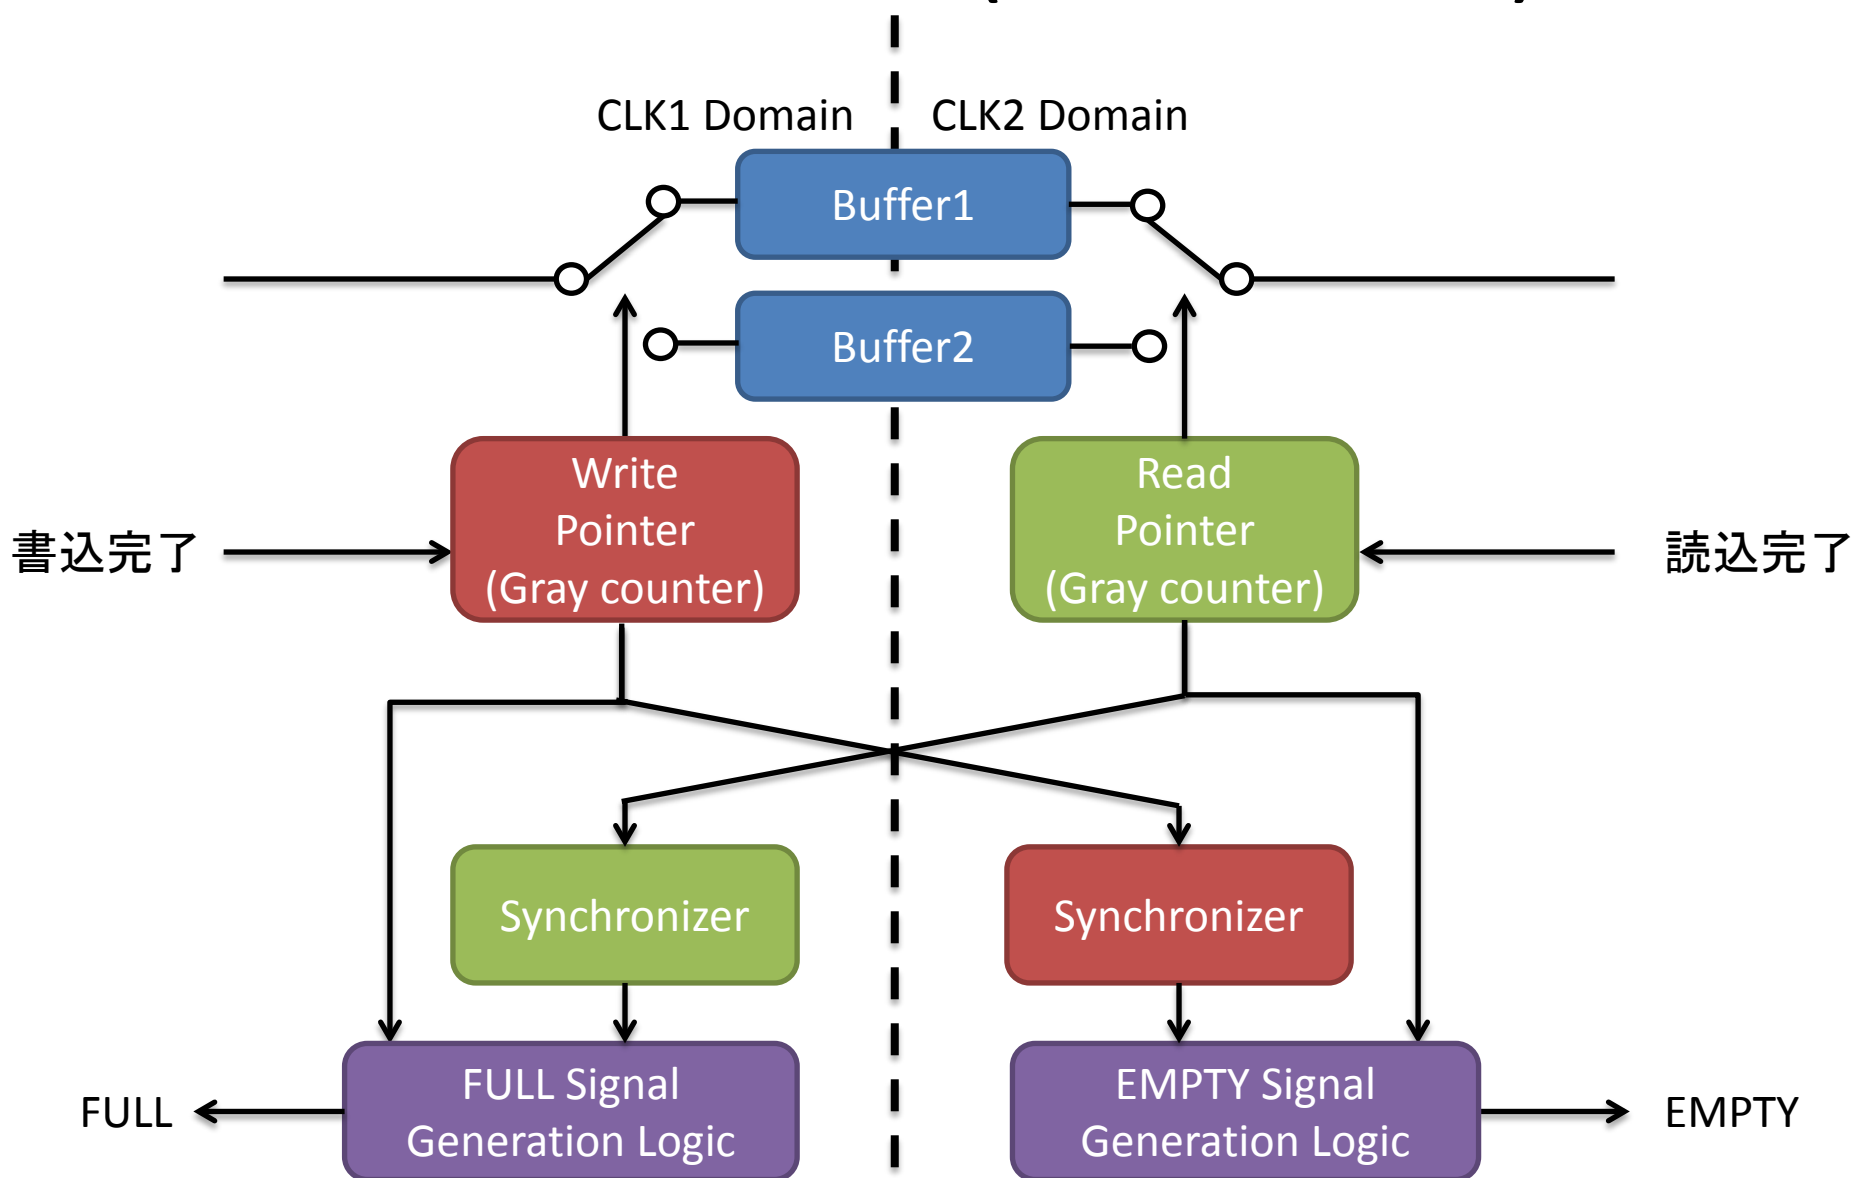 CLK1 Domain
CLK2 Domain
Buffer1
Buffer2
Write
Pointer
(Gray counter)
Read
Pointer
(Gray counter)
書込完了
読込完了
Synchronizer
Synchronizer
FULL Signal
Generation Logic
EMPTY Signal
Generation Logic
FULL
EMPTY